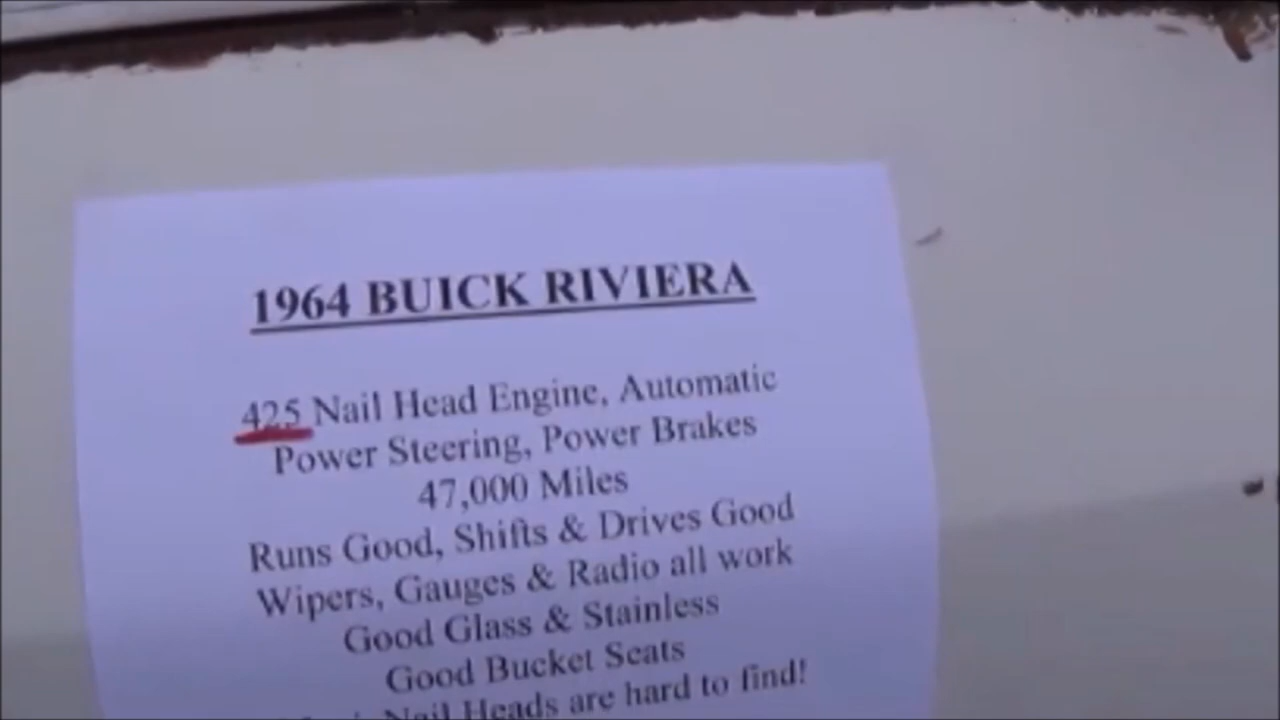 1964 BUICK RIVIERA
425 Nail Head Engine, Automatic
Power Steering, Power Brakes
47,000 Miles
Runs Good, Shifts & Drives Good
Wipers, Gauges & Radio all work
Good Glass & Stainless
Good Bucket Seats
Nail Heads are hard to find!